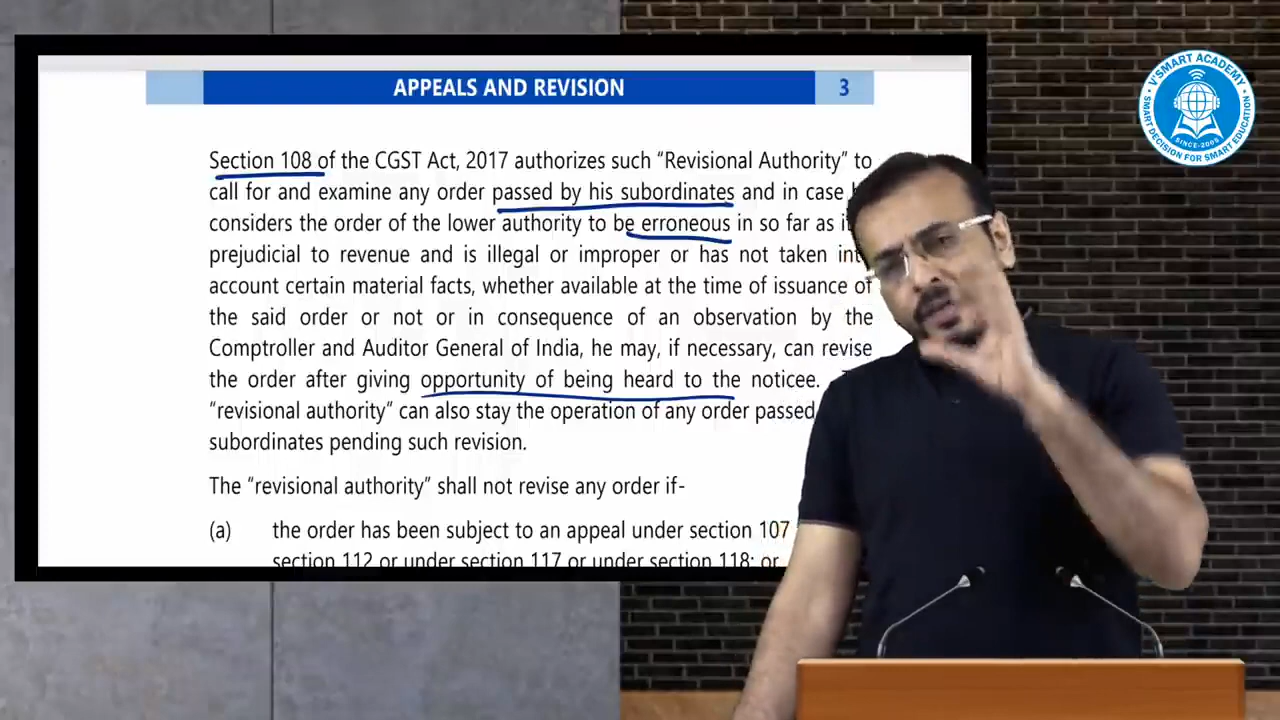 APPEALS AND REVISION 3
Section 108 of the CGST Act, 2017 authorizes such “Revisional Authority” to
call for and examine any order passed by his subordinates and in case
considers the order of the lower authority to be erroneous in so far as
prejudicial to revenue and is illegal or improper or has not taken
account certain material facts, whether available at the time of issuance of
the said order or not or in consequence of an observation by the
Comptroller and Auditor General of India, he may, if necessary, can revise
the order after giving opportunity of being heard to the noticee.
“revisional authority” can also stay the operation of any order passed
subordinates pending such revision.
The “revisional authority” shall not revise any order if-
(a) the order has been subject to an appeal under section 107
section 112 or under section 117 or under section 118; or
V'SMART ACADEMY
SINCE-2005
SMART DECISION FOR SMART EDUCATION